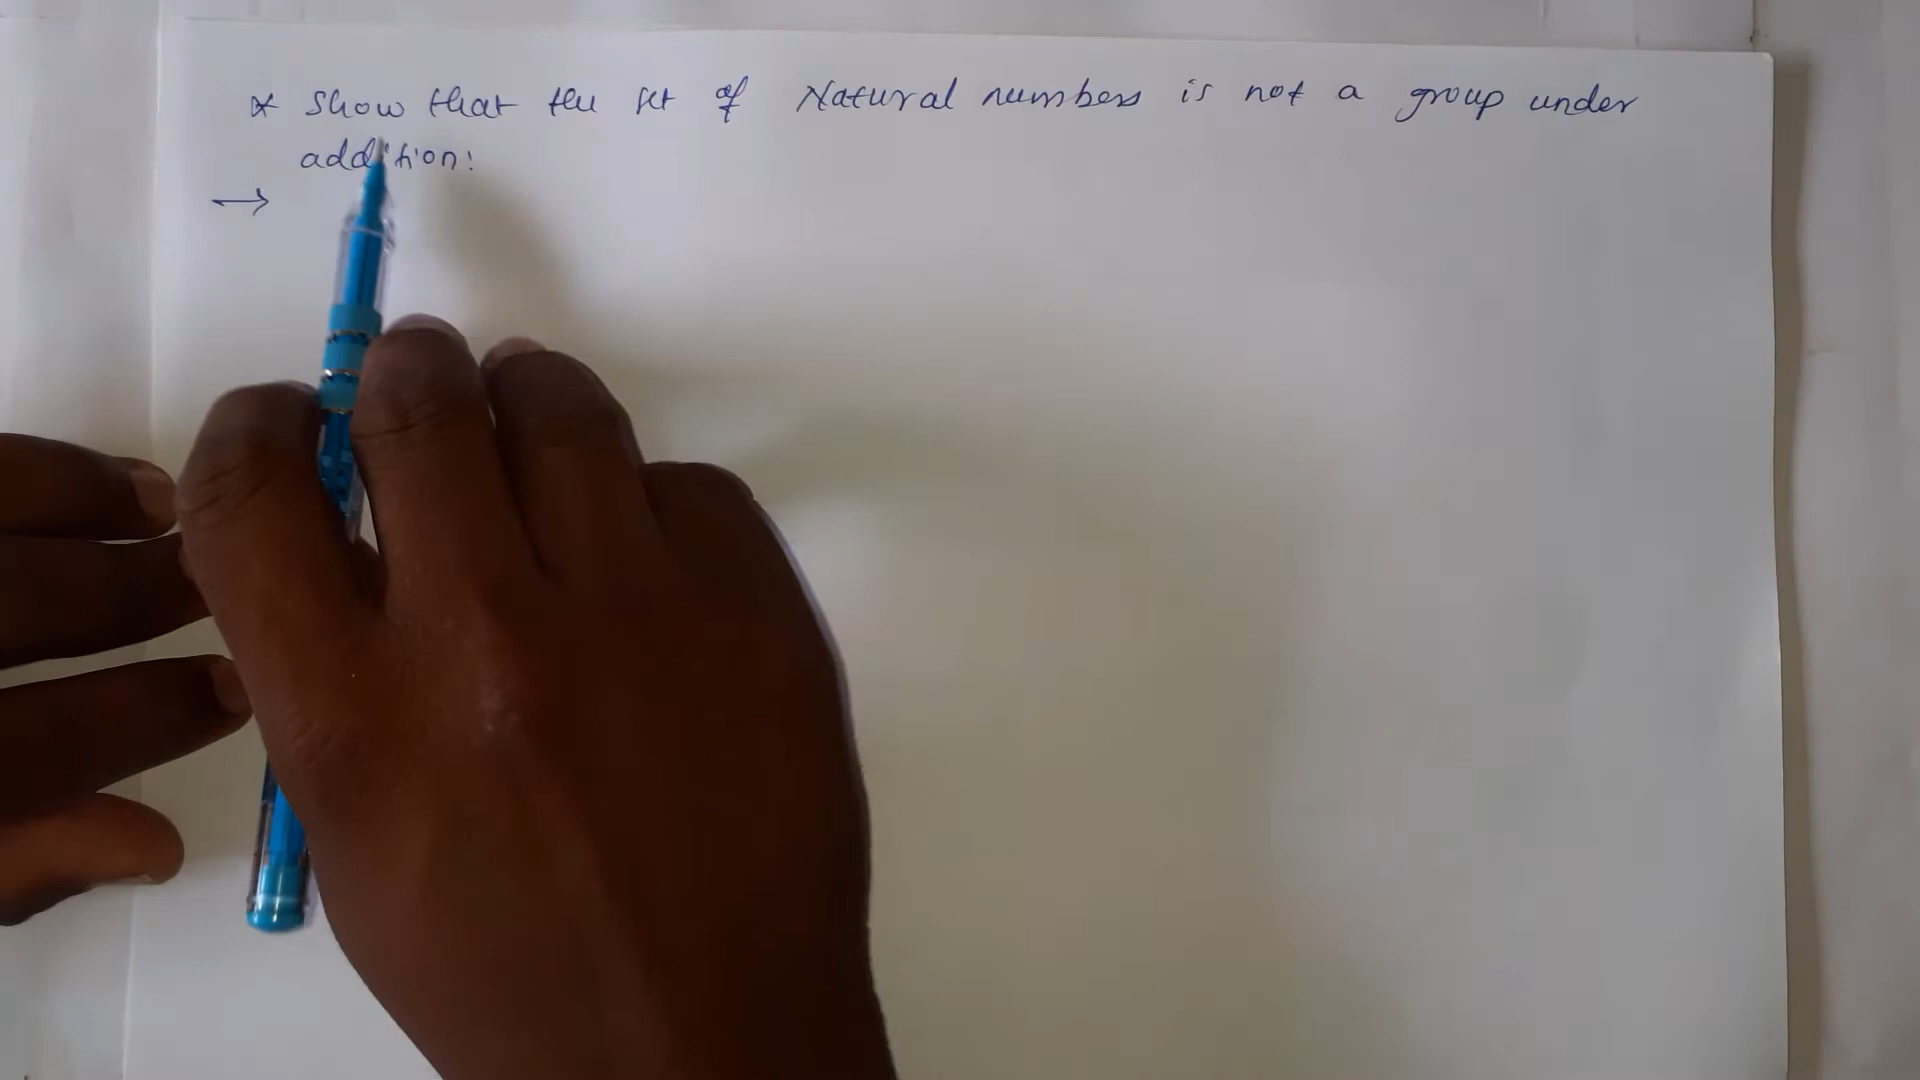 * Show that the set of Natural numbers is not a group under
addition:
→